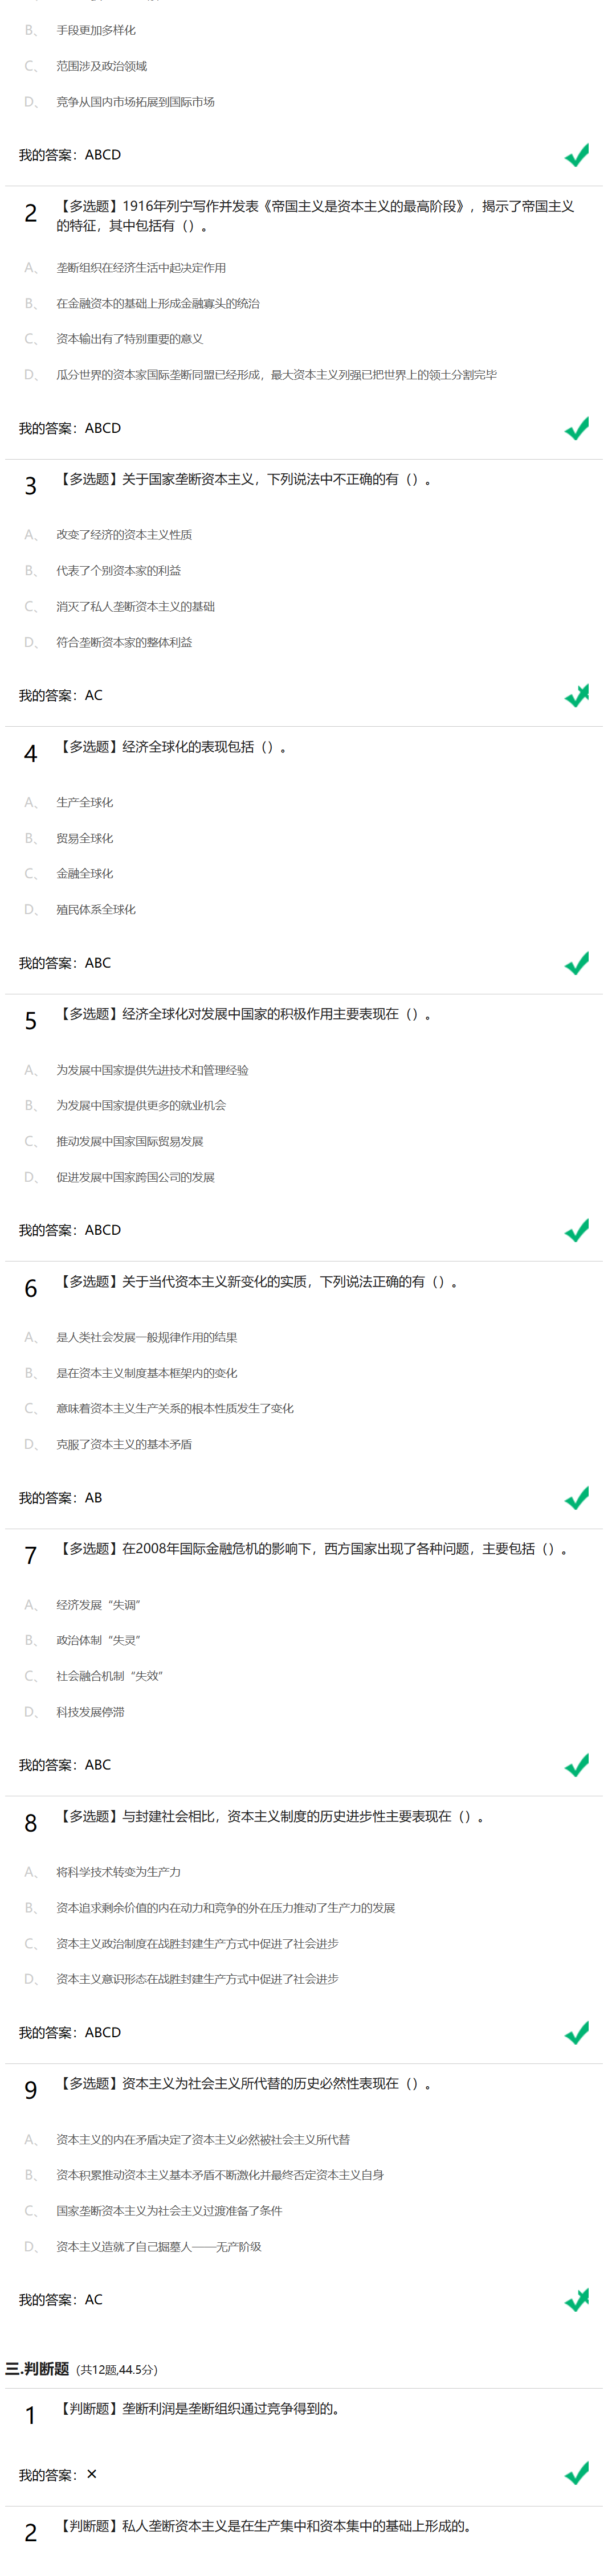 B、 手段更加多样化
C、 范围涉及政治领域
D、 竞争从国内市场拓展到国际市场
我的答案：ABCD
2 【多选题】1916年列宁写作并发表《帝国主义是资本主义的最高阶段》，揭示了帝国主义
的特征，其中包括有（）。
A、 垄断组织在经济生活中起决定作用
B、 在金融资本的基础上形成金融寡头的统治
C、 资本输出有了特别重要的意义
D、 瓜分世界的资本家国际垄断同盟已经形成，最大资本主义列强已把世界上的领土分割完毕
我的答案：ABCD
3 【多选题】关于国家垄断资本主义，下列说法中不正确的有（）。
A、 改变了经济的资本主义性质
B、 代表了个别资本家的利益
C、 消灭了私人垄断资本主义的基础
D、 符合垄断资本家的整体利益
我的答案：AC
4 【多选题】经济全球化的表现包括（）。
A、 生产全球化
B、 贸易全球化
C、 金融全球化
D、 殖民体系全球化
我的答案：ABC
5 【多选题】经济全球化对发展中国家的积极作用主要表现在（）。
A、 为发展中国家提供先进技术和管理经验
B、 为发展中国家提供更多的就业机会
C、 推动发展中国家国际贸易发展
D、 促进发展中国家跨国公司的发展
我的答案：ABCD
6 【多选题】关于当代资本主义新变化的实质，下列说法正确的有（）。
A、 是人类社会发展一般规律作用的结果
B、 是在资本主义制度基本框架内的变化
C、 意味着资本主义生产关系的根本性质发生了变化
D、 克服了资本主义的基本矛盾
我的答案：AB
7 【多选题】在2008年国际金融危机的影响下，西方国家出现了各种问题，主要包括（）。
A、 经济发展“失调”
B、 政治体制“失灵”
C、 社会融合机制“失效”
D、 科技发展停滞
我的答案：ABC
8 【多选题】与封建社会相比，资本主义制度的历史进步性主要表现在（）。
A、 将科学技术转变为生产力
B、 资本追求剩余价值的内在动力和竞争的外在压力推动了生产力的发展
C、 资本主义政治制度在战胜封建生产方式中促进了社会进步
D、 资本主义意识形态在战胜封建生产方式中促进了社会进步
我的答案：ABCD
9 【多选题】资本主义为社会主义所代替的历史必然性表现在（）。
A、 资本主义的内在矛盾决定了资本主义必然被社会主义所代替
B、 资本积累推动资本主义基本矛盾不断激化并最终否定资本主义自身
C、 国家垄断资本主义为社会主义过渡准备了条件
D、 资本主义造就了自己掘墓人——无产阶级
我的答案：AC
三.判断题（共12题,44.5分）
1 【判断题】垄断利润是垄断组织通过竞争得到的。
我的答案：×
2 【判断题】私人垄断资本主义是在生产集中和资本集中的基础上形成的。